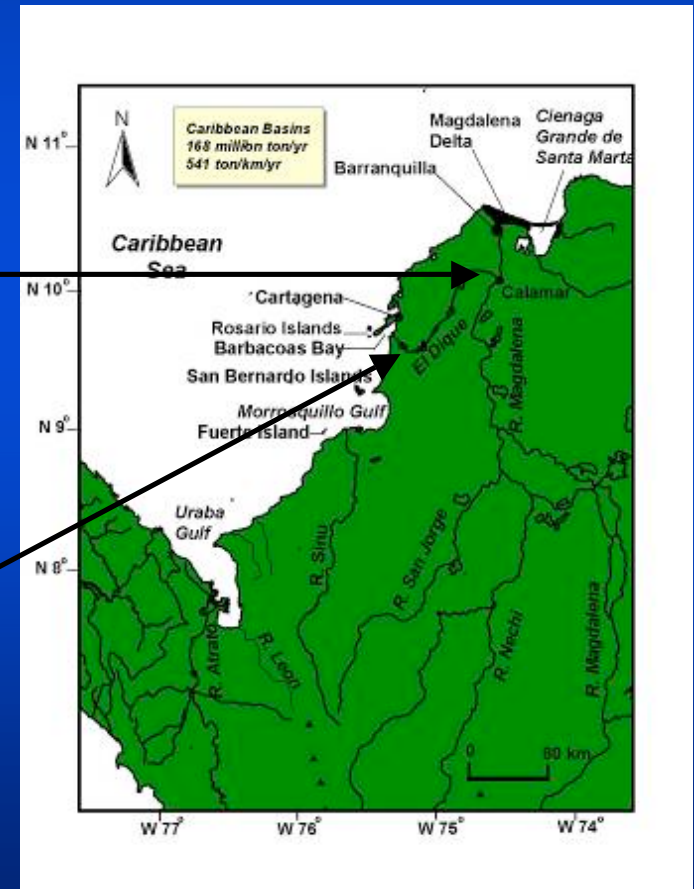 N
Caribbean Basins
168 million ton/yr
541 ton/km/yr
Magdalena
Delta
Cienaga
Grande de
Santa Marta
Barranquilla
N 11°
Caribbean
Sea
N 10°
Calamar
Cartagena
Rosario Islands
Barbacoas Bay
El Dique
R. Magdalena
San Bernardo Islands
Morrosquillo Gulf
N 9°
Fuerte Island
Uraba
Gulf
N 8°
R. Sinu
R. San Jorge
R. Atrato
R. Leon
R. Nechi
R. Magdalena
0 80 km
W 77° W 76° W 75° W 74°